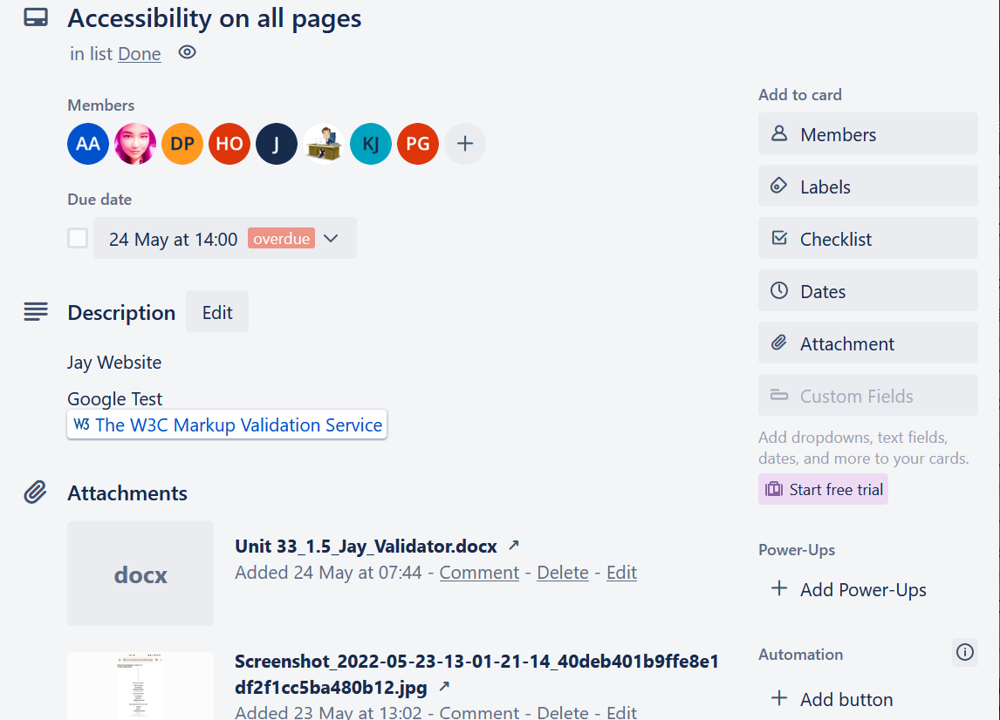 Accessibility on all pages
in list Done
Members
AA DP HO J KJ PG
Due date
24 May at 14:00 overdue
Description Edit
Jay Website
Google Test
W3 The W3C Markup Validation Service
Attachments
docx
Unit 33_1.5_Jay_Validator.docx
Added 24 May at 07:44 - Comment - Delete - Edit
Screenshot_2022-05-23-13-01-21-14_40deb401b9ffe8e1
df2f1cc5ba480b12.jpg
Added 23 May at 13:02 - Comment - Delete - Edit
Add to card
Members
Labels
Checklist
Dates
Attachment
Custom Fields
Add dropdowns, text fields,
dates, and more to your cards.
Start free trial
Power-Ups
Add Power-Ups
Automation
Add button